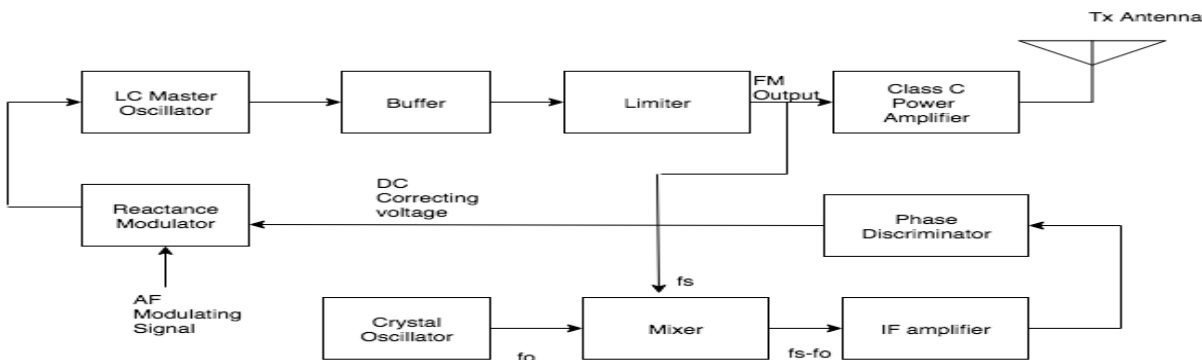 Tx Antenna
LC Master
Oscillator
Buffer
Limiter
FM
Output
Class C
Power
Amplifier
DC
Correcting
voltage
Reactance
Modulator
Phase
Discriminator
AF
Modulating
Signal
fs
Crystal
Oscillator
fo
Mixer
fs-fo
IF amplifier